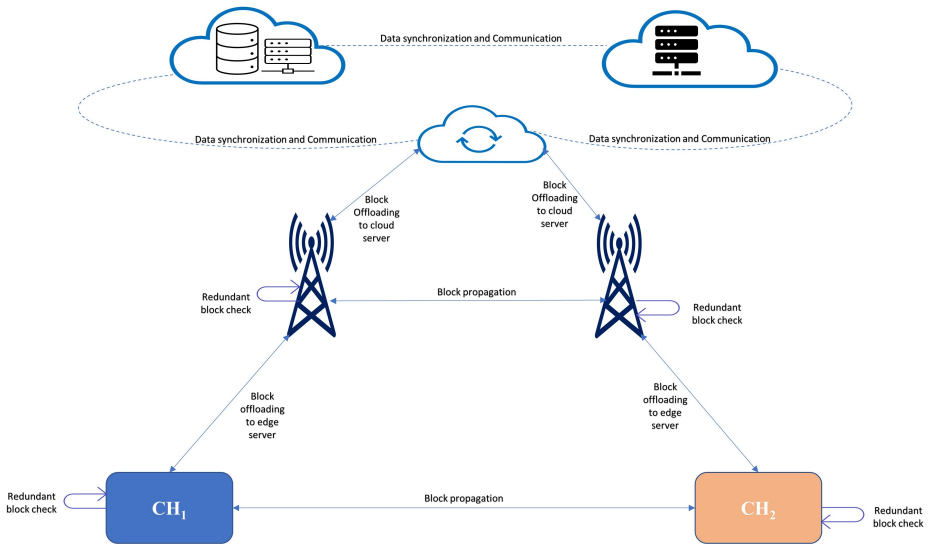 Data synchronization and Communication
Data synchronization and Communication
Data synchronization and Communication
Block
Offloading
to cloud
server
Block
Offloading
to cloud
server
Redundant
block check
Block propagation
Redundant
block check
Block
offloading
to edge
server
Block
offloading
to edge
server
Redundant
block check
CH₁
Block propagation
CH₂
Redundant
block check